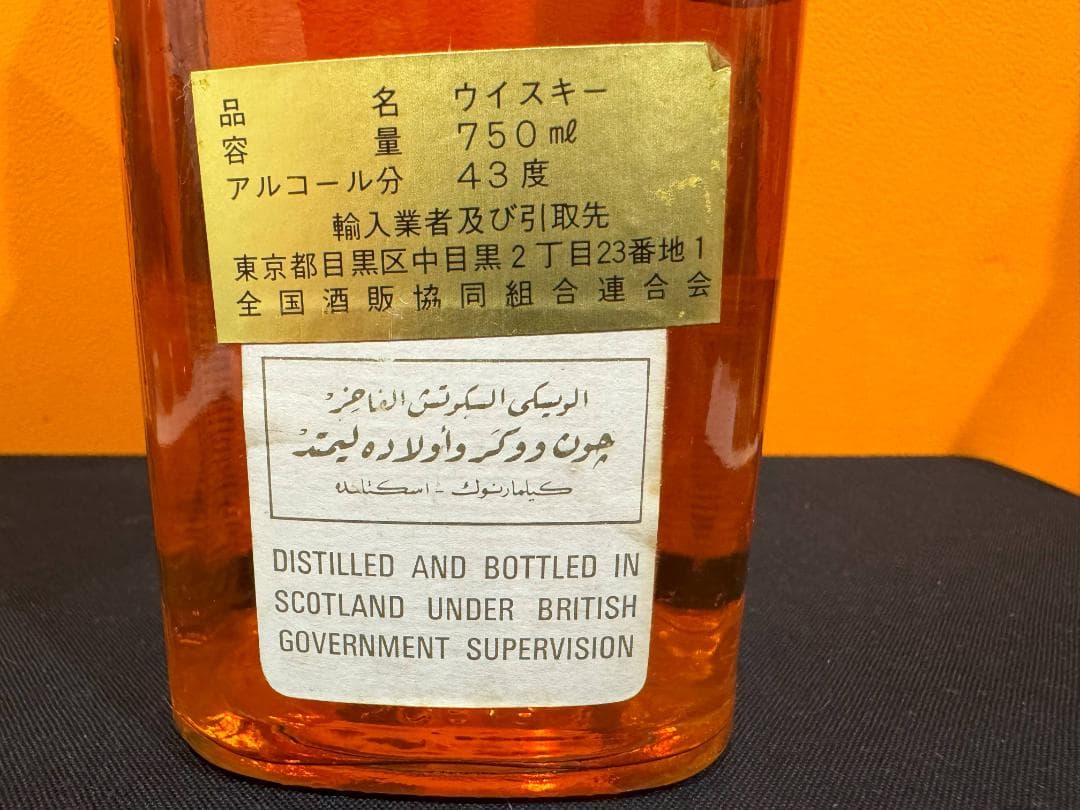 品名 ウイスキー
容量 750㎖
アルコール分 43度
輸入業者及び引取先
東京都目黒区中目黒2丁目23番地1
全国酒販協同組合連合会
الويسكى السكوتش الفاخر
چون ووكر وأولاده ليمتد
كيلمارنوك - اسكتلنده
DISTILLED AND BOTTLED IN
SCOTLAND UNDER BRITISH
GOVERNMENT SUPERVISION